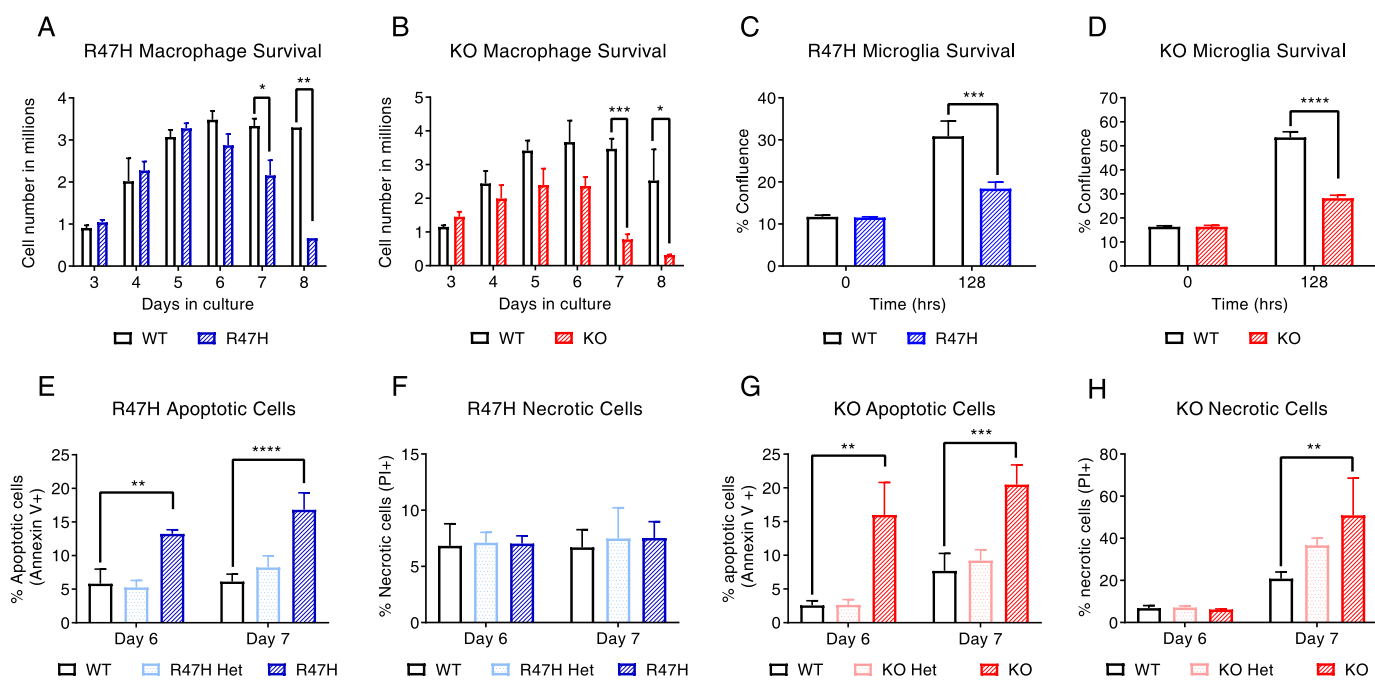 A
R47H Macrophage Survival
Cell number in millions
4
3
2
1
0
*
**
3 4 5 6 7 8
Days in culture
WT R47H
B
KO Macrophage Survival
Cell number in millions
5
4
3
2
1
0
***
*
3 4 5 6 7 8
Days in culture
WT KO
C
R47H Microglia Survival
% Confluence
40
30
20
10
0
***
0 128
Time (hrs)
WT R47H
D
KO Microglia Survival
% Confluence
70
60
50
40
30
20
10
0
****
0 128
Time (hrs)
WT KO
E
R47H Apoptotic Cells
% Apoptotic cells
(Annexin V+)
25
20
15
10
5
0
**
****
Day 6 Day 7
WT R47H Het R47H
F
R47H Necrotic Cells
% Necrotic cells (PI+)
15
10
5
0
Day 6 Day 7
WT R47H Het R47H
G
KO Apoptotic Cells
% apoptotic cells
(Annexin V +)
25
20
15
10
5
0
**
***
Day 6 Day 7
WT KO Het KO
H
KO Necrotic Cells
% necrotic cells (PI+)
80
60
40
20
0
**
Day 6 Day 7
WT KO Het KO